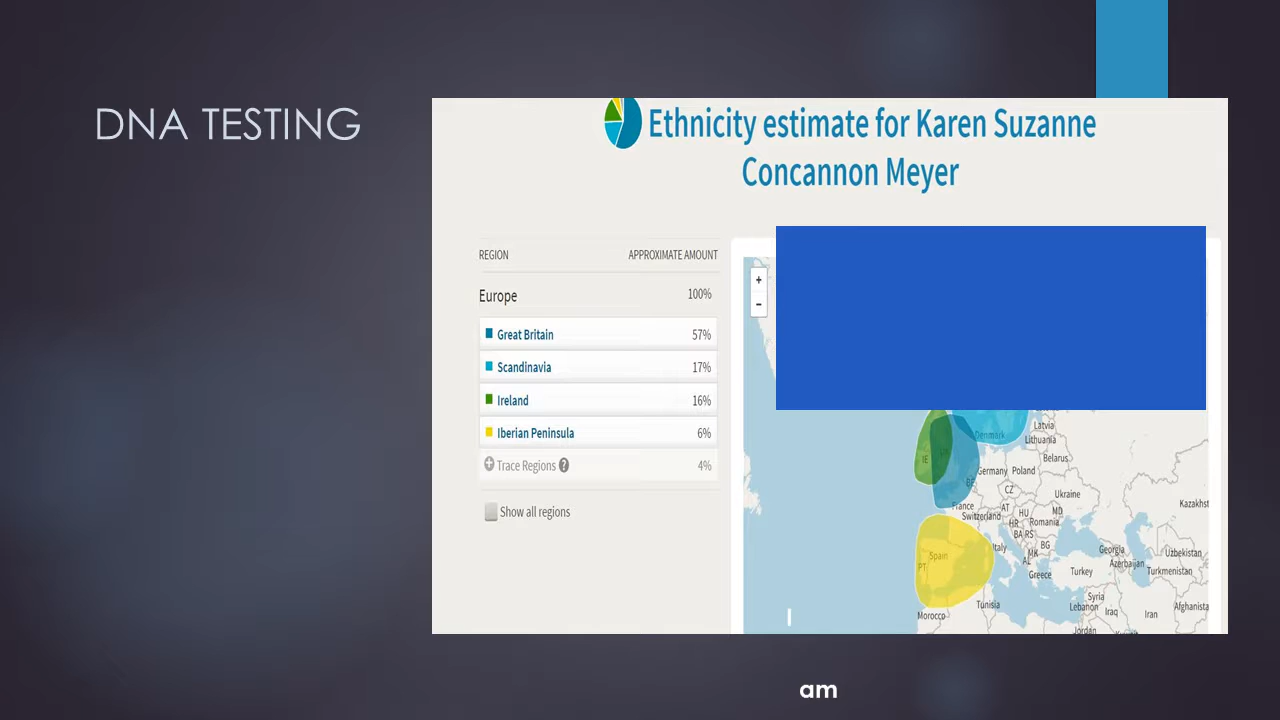 DNA TESTING
Ethnicity estimate for Karen Suzanne
Concannon Meyer
REGION APPROXIMATE AMOUNT
Europe 100%
Great Britain 57%
Scandinavia 17%
Ireland 16%
Iberian Peninsula 6%
Trace Regions ? 4%
Show all regions
+
−
Latvia
Denmark
Lithuania
IE
Belarus
Germany Poland
BE
CZ
Ukraine
France
AT
MD
Kazakhst
Switzerland
HU
Romania
HR
BA RS
Italy
BG
Spain
MK
Georgia
Uzbekistan
PT
AL
Azerbaijan
Greece
Turkey
Turkmenistan
Syria
Tunisia
Lebanon
Iraq
Iran
Afghanista
Morocco
Jordan
am